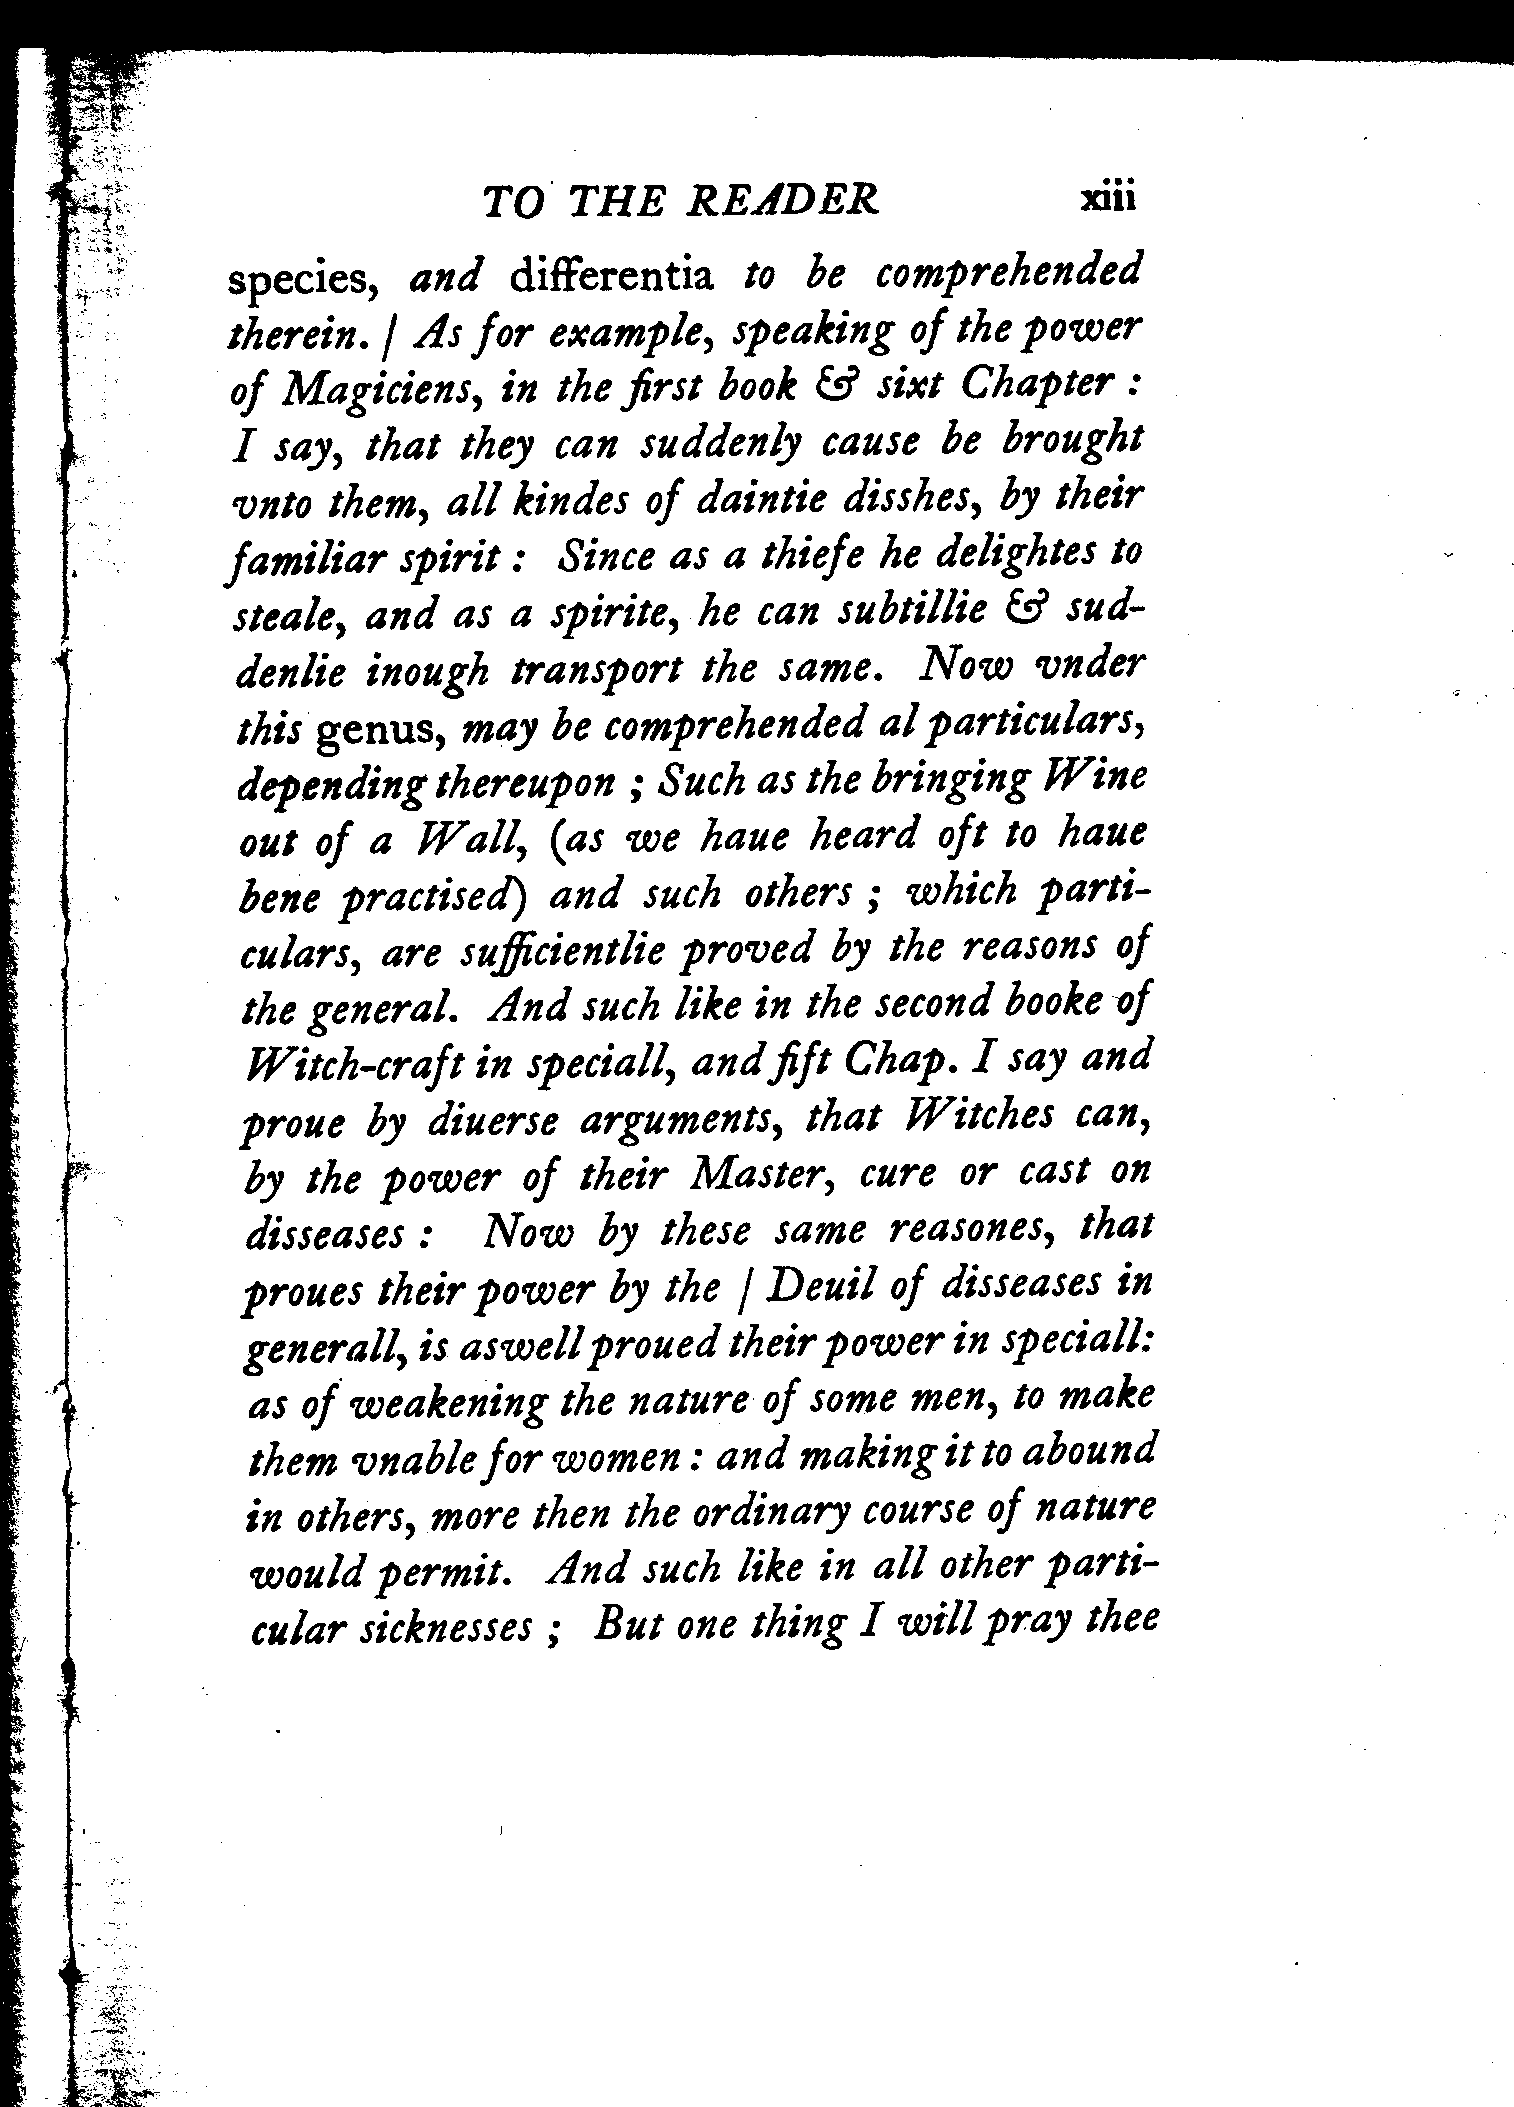 TO THE READER xiii
species, and differentia to be comprehended
therein. / As for example, speaking of the power
of Magiciens, in the first book & sixt Chapter :
I say, that they can suddenly cause be brought
vnto them, all kindes of daintie disshes, by their
familiar spirit : Since as a thiefe he delightes to
steale, and as a spirite, he can subtillie & sud-
denlie inough transport the same. Now vnder
this genus, may be comprehended al particulars,
depending thereupon ; Such as the bringing Wine
out of a Wall, (as we haue heard oft to haue
bene practised) and such others ; which parti-
culars, are sufficientlie proved by the reasons of
the general. And such like in the second booke of
Witch-craft in speciall, and fift Chap. I say and
proue by diuerse arguments, that Witches can,
by the power of their Master, cure or cast on
disseases : Now by these same reasones, that
proues their power by the / Deuil of disseases in
generall, is aswell proued their power in speciall:
as of weakening the nature of some men, to make
them vnable for women : and making it to abound
in others, more then the ordinary course of nature
would permit. And such like in all other parti-
cular sicknesses ; But one thing I will pray thee